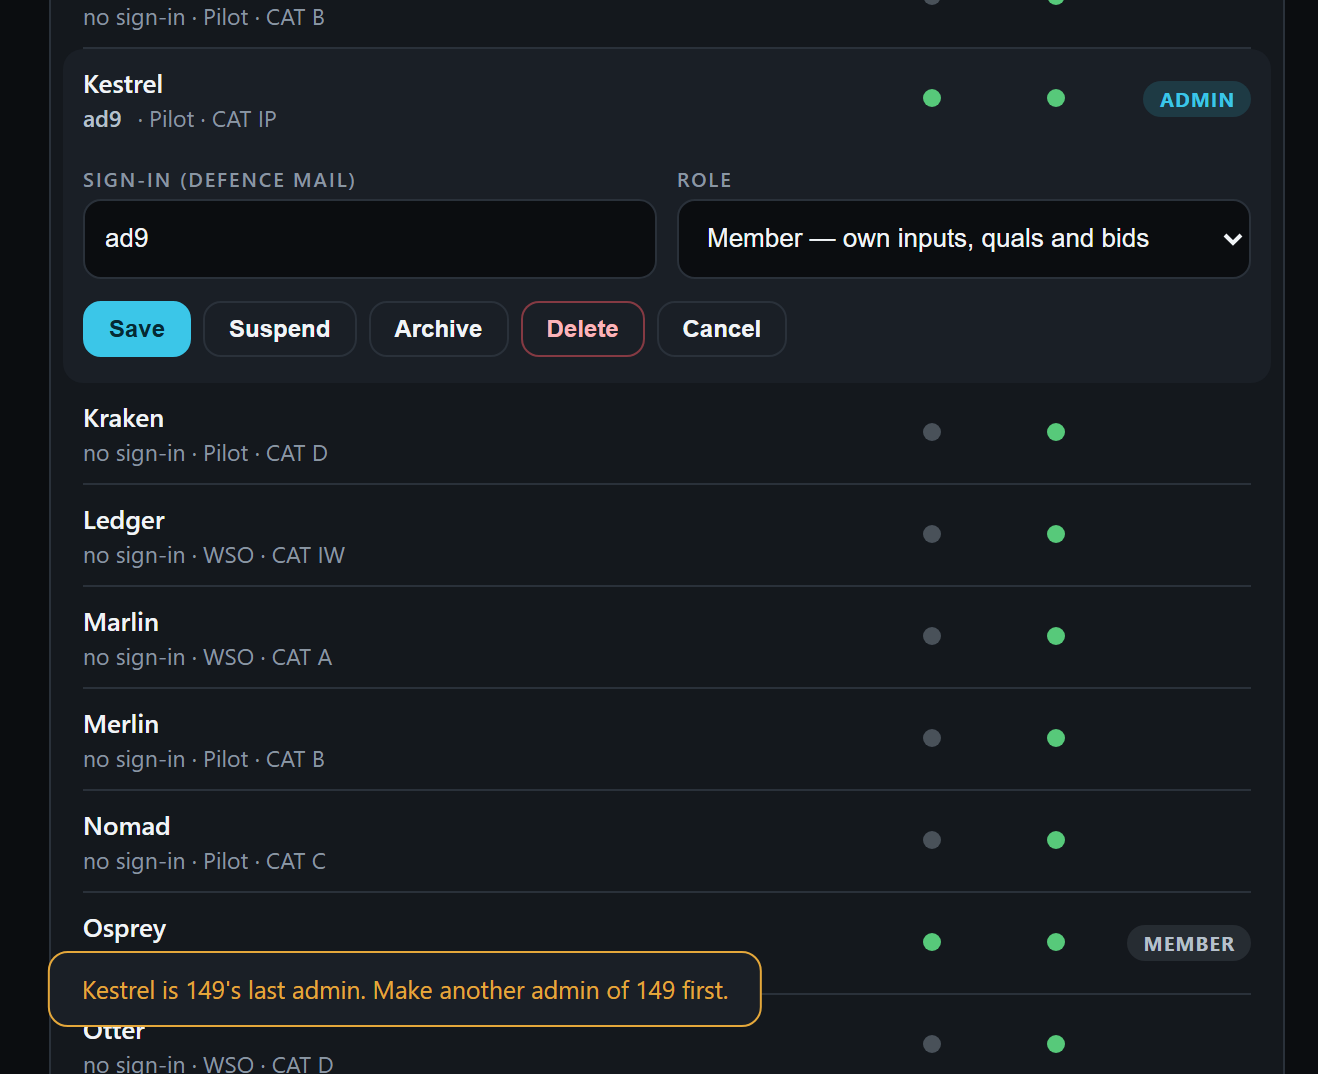 no sign-in · Pilot · CAT B
Kestrel
ad9 · Pilot · CAT IP
ADMIN
SIGN-IN (DEFENCE MAIL)
ROLE
ad9
Member — own inputs, quals and bids
Save
Suspend
Archive
Delete
Cancel
Kraken
no sign-in · Pilot · CAT D
Ledger
no sign-in · WSO · CAT IW
Marlin
no sign-in · WSO · CAT A
Merlin
no sign-in · Pilot · CAT B
Nomad
no sign-in · Pilot · CAT C
Osprey
MEMBER
Kestrel is 149's last admin. Make another admin of 149 first.
Otter
no sign-in · WSO · CAT D